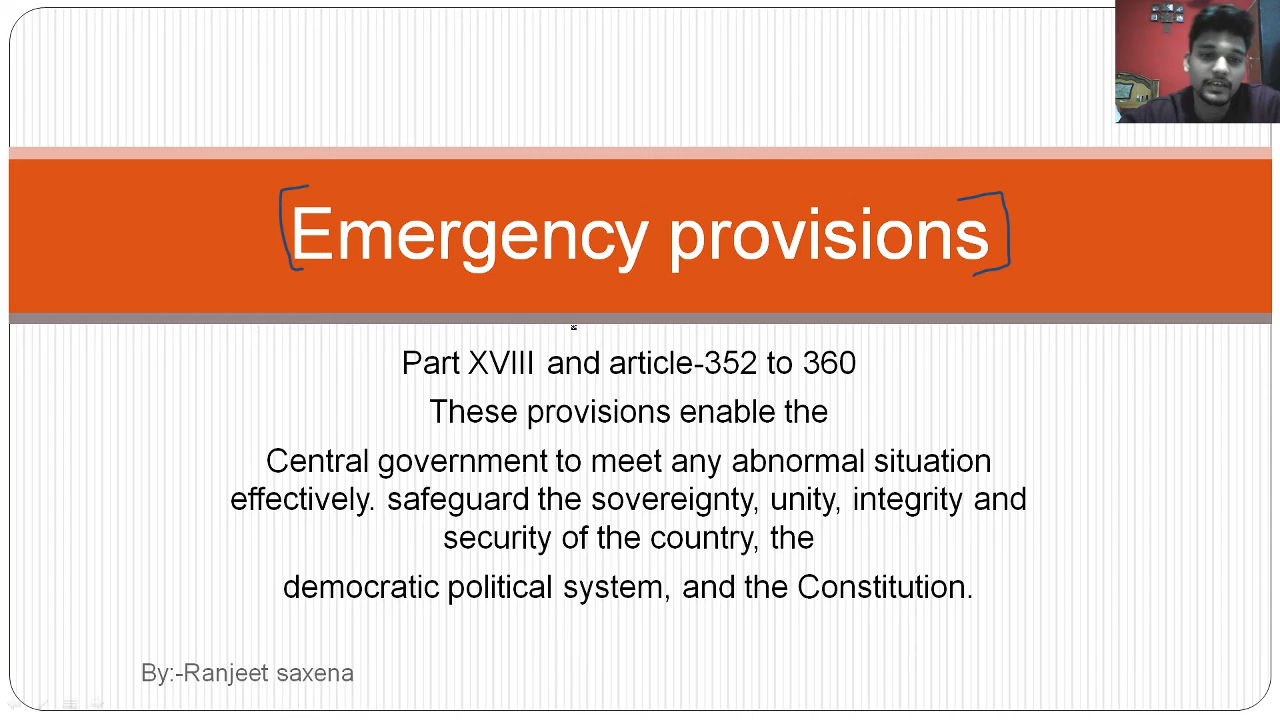 Emergency provisions
Part XVIII and article-352 to 360
These provisions enable the
Central government to meet any abnormal situation
effectively. safeguard the sovereignty, unity, integrity and
security of the country, the
democratic political system, and the Constitution.
By:-Ranjeet saxena